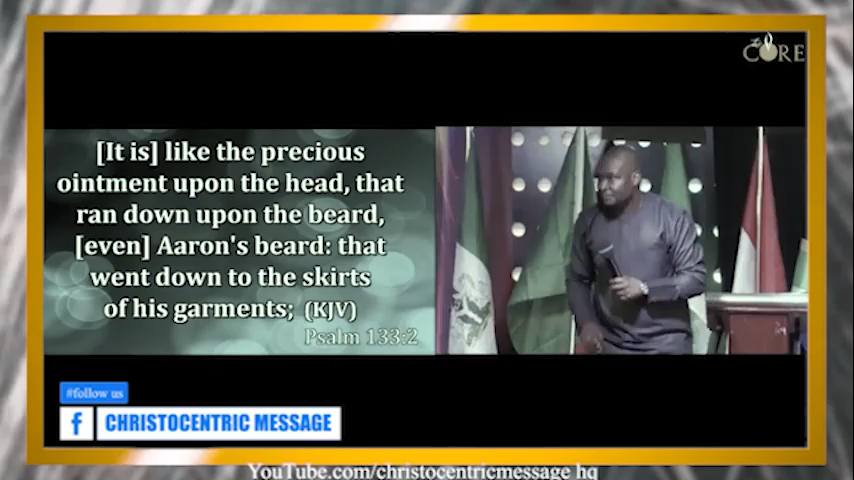 CORE
[It is] like the precious
ointment upon the head, that
ran down upon the beard,
[even] Aaron's beard: that
went down to the skirts
of his garments; (KJV)
Psalm 133:2
#follow us
f CHRISTOCENTRIC MESSAGE
YouTube.com/christocentricmessage hq